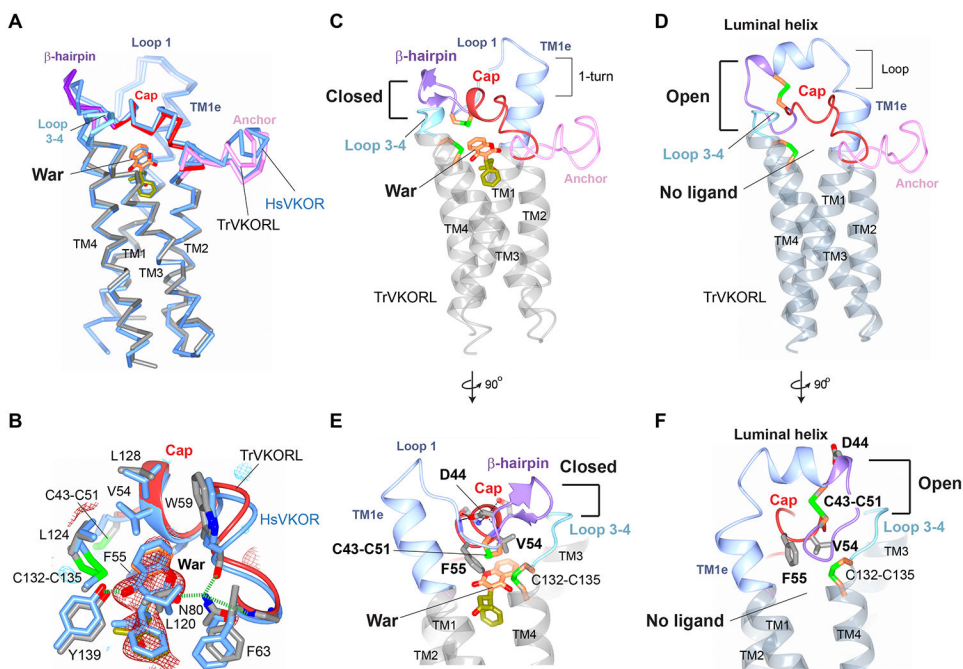 A
Loop 1
β-hairpin
Cap
TM1e
Anchor
Loop
3-4
War
HsVKOR
TrVKORL
TM4
TM1
TM2
TM3
C
Loop 1
TM1e
β-hairpin
Cap
1-turn
Closed
Loop 3-4
War
Anchor
TM1
TM2
TM4
TM3
TrVKORL
90°
D
Luminal helix
Loop
Cap
Open
TM1e
Loop 3-4
No ligand
Anchor
TM1
TM2
TM4
TM3
TrVKORL
90°
B
Cap
L128
TrVKORL
V54
W59
C43-C51
HsVKOR
L124
F55
War
C132-C135
N80
L120
Y139
F63
E
Loop 1
β-hairpin
Closed
D44
Cap
TM1e
Loop 3-4
C43-C51
V54
TM3
F55
C132-C135
War
TM1
TM4
TM2
F
Luminal helix
D44
Open
Cap
C43-C51
Loop 3-4
V54
TM3
TM1e
F55
C132-C135
No ligand
TM1
TM4
TM2